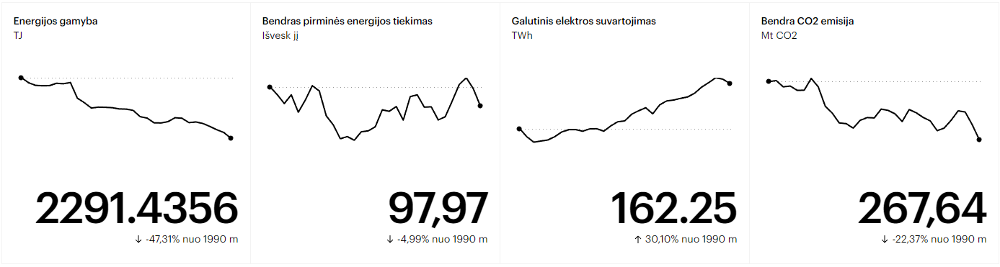 Energijos gamyba
TJ
2291.4356
↓ -47,31% nuo 1990 m
Bendras pirminės energijos tiekimas
Išvesk jį
97,97
↓ -4,99% nuo 1990 m
Galutinis elektros suvartojimas
TWh
162.25
↑ 30,10% nuo 1990 m
Bendra CO2 emisija
Mt CO2
267,64
↓ -22,37% nuo 1990 m